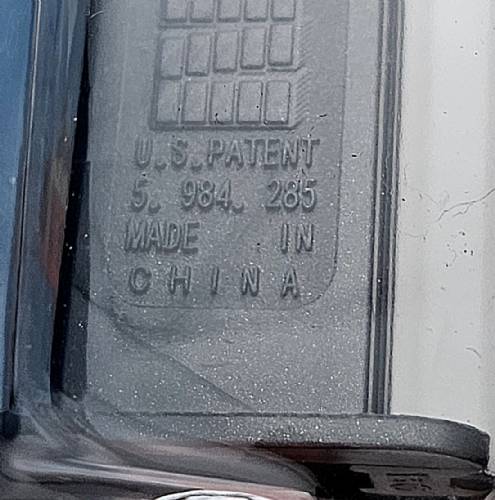 U.S. PATENT
5. 984. 285
MADE IN
CHINA